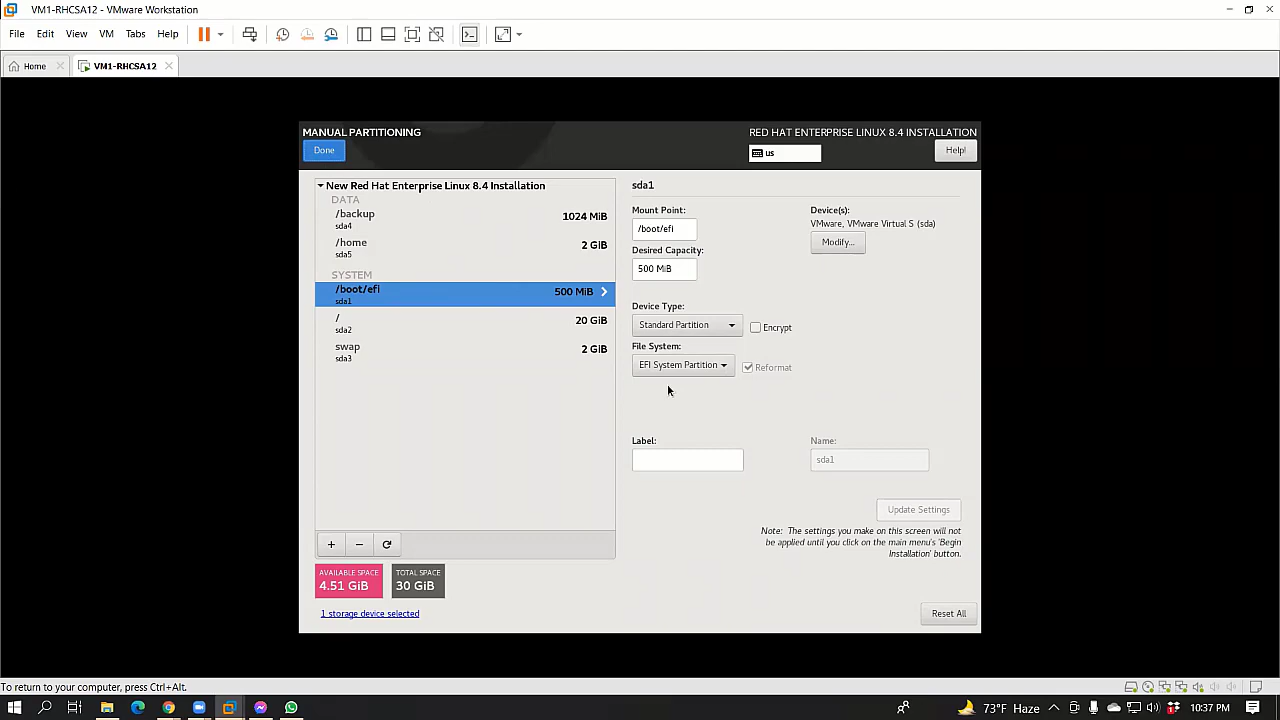 VM1-RHCSA12 - VMware Workstation
File Edit View VM Tabs Help
Home VM1-RHCSA12
MANUAL PARTITIONING
RED HAT ENTERPRISE LINUX 8.4 INSTALLATION
Done
us
Help!
New Red Hat Enterprise Linux 8.4 Installation
DATA
/backup 1024 MiB
sda4
/home 2 GiB
sda5
SYSTEM
/boot/efi 500 MiB
sda1
/ 20 GiB
sda2
swap 2 GiB
sda3
+ −
AVAILABLE SPACE
4.51 GiB
TOTAL SPACE
30 GiB
1 storage device selected
sda1
Mount Point:
/boot/efi
Desired Capacity:
500 MiB
Device(s):
VMware, VMware Virtual S (sda)
Modify...
Device Type:
Standard Partition
Encrypt
File System:
EFI System Partition
Reformat
Label:
Name:
sda1
Update Settings
Note: The settings you make on this screen will not
be applied until you click on the main menu's 'Begin
Installation' button.
Reset All
To return to your computer, press Ctrl+Alt.
73°F Haze
10:37 PM